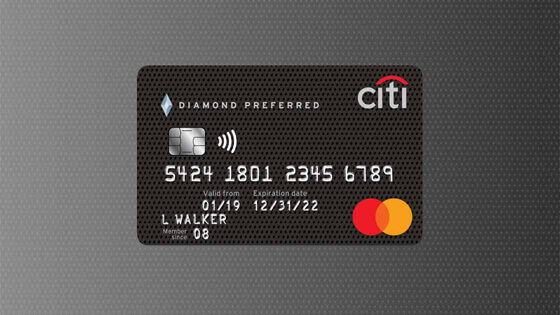 citi
DIAMOND PREFERRED
5424 1801 2345 6789
Valid from Expiration date
01/19 12/31/22
L WALKER
Member since 08